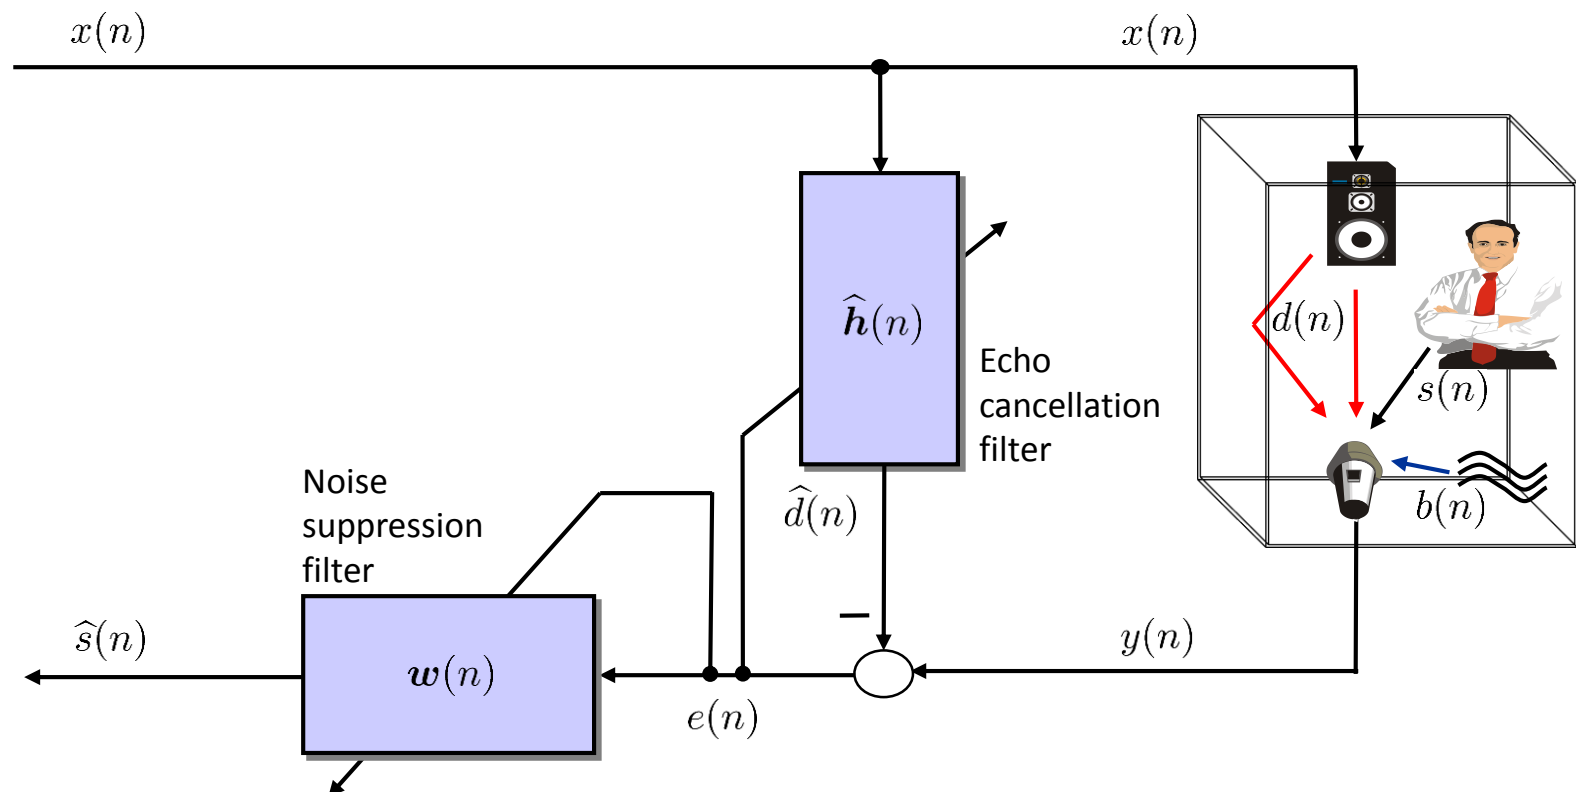 x(n)
x(n)
d(n)
ĥ(n)
Echo
cancellation
filter
s(n)
Noise
suppression
filter
d̂(n)
b(n)
ŝ(n)
y(n)
w(n)
e(n)